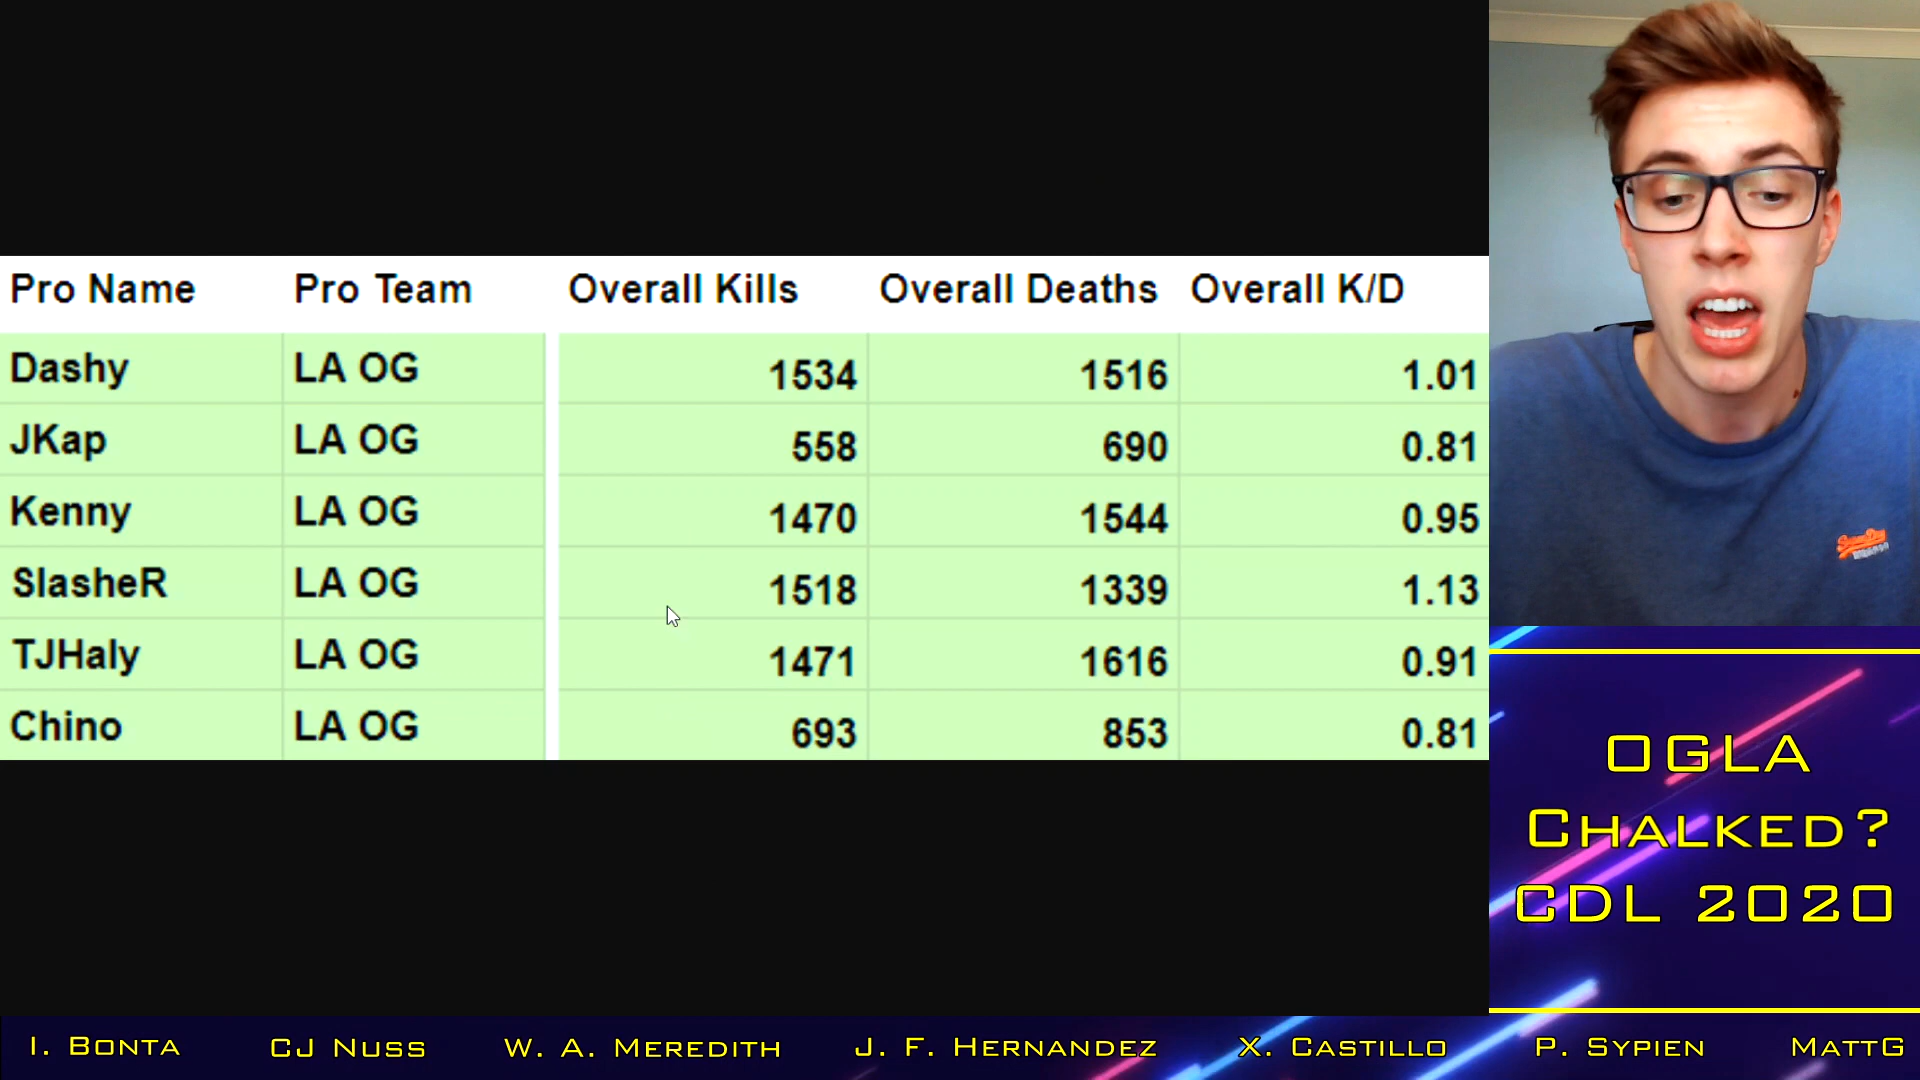 Pro Name Pro Team Overall Kills Overall Deaths Overall K/D
Dashy LA OG 1534 1516 1.01
JKap LA OG 558 690 0.81
Kenny LA OG 1470 1544 0.95
SlasheR LA OG 1518 1339 1.13
TJHaly LA OG 1471 1616 0.91
Chino LA OG 693 853 0.81
OGLA
Chalked?
CDL 2020
I. Bonta CJ Nuss W. A. Meredith J. F. Hernandez X. Castillo P. Sypien MattG